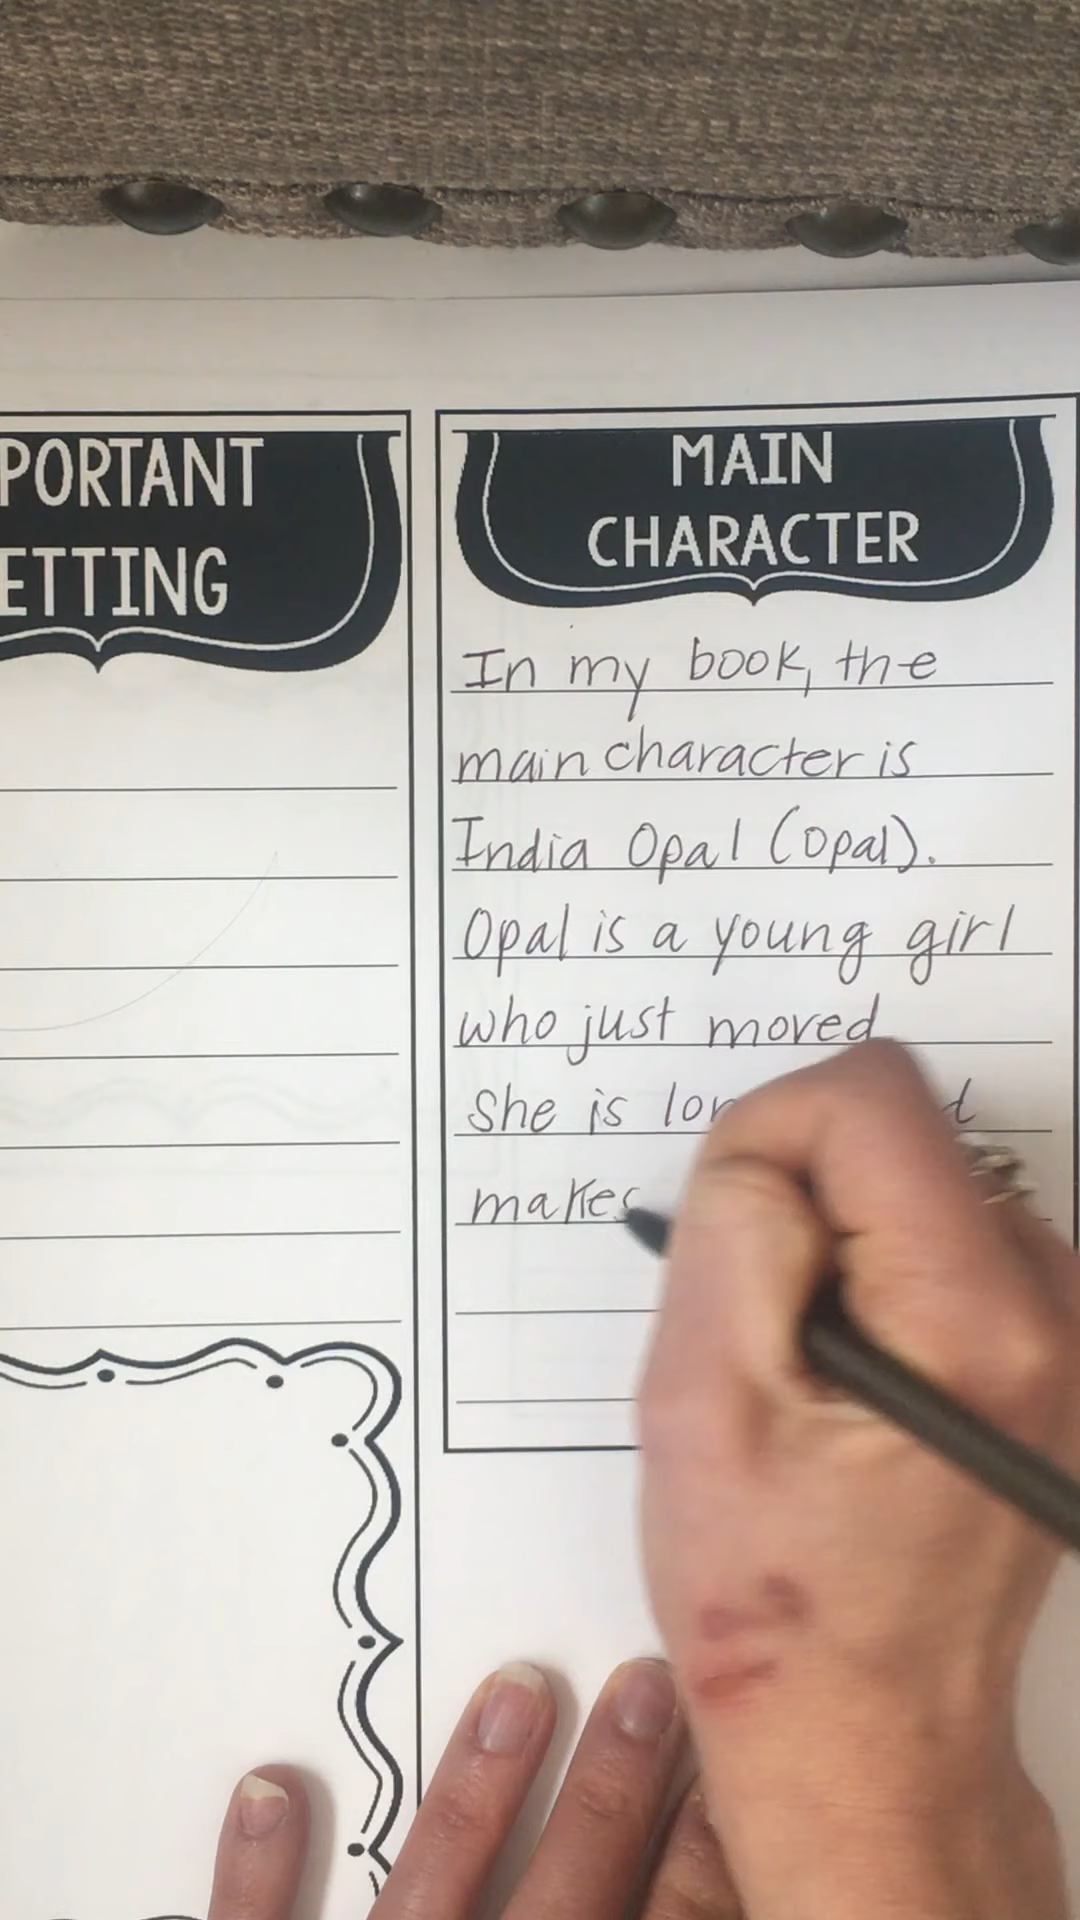 PORTANT
ETTING
MAIN
CHARACTER
In my book, the
main character is
India Opal (Opal).
Opal is a young girl
who just moved
She is
makes